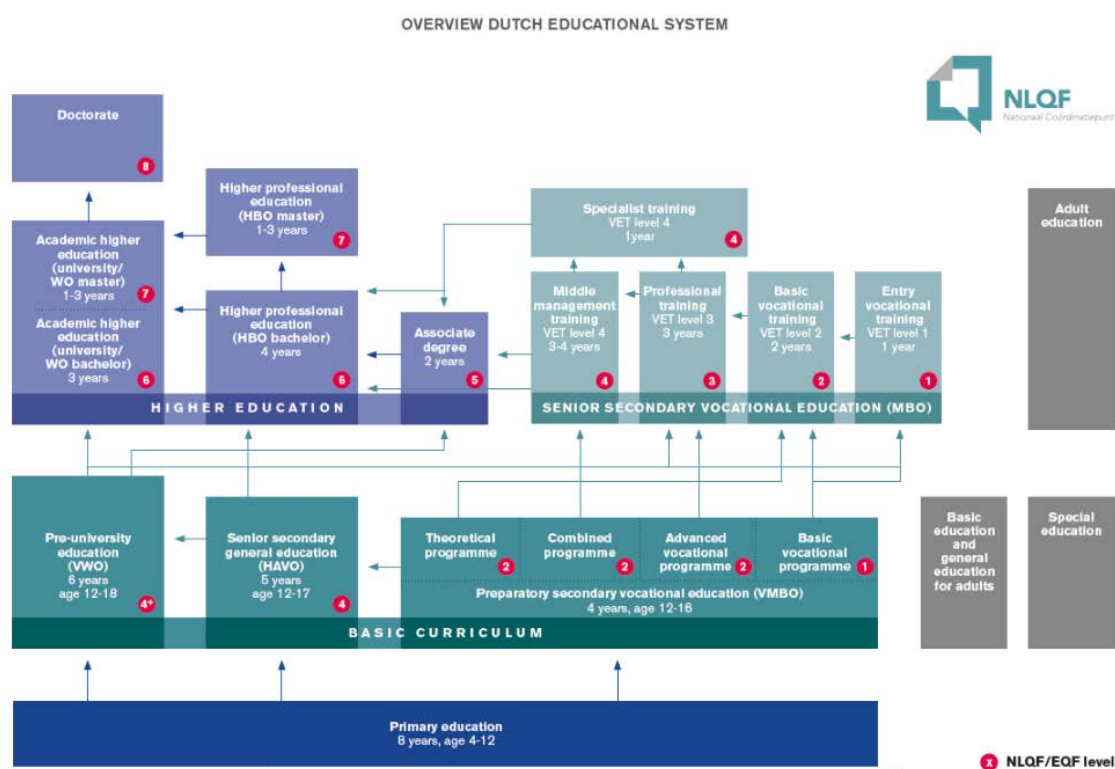 OVERVIEW DUTCH EDUCATIONAL SYSTEM
NLQF
Nationaal Coördinatiepunt
Doctorate
8
Higher professional
education
(HBO master)
1-3 years
7
Academic higher
education
(university/
WO master)
1-3 years
7
Academic higher
education
(university/
WO bachelor)
3 years
6
Higher professional
education
(HBO bachelor)
4 years
6
Associate
degree
2 years
5
HIGHER EDUCATION
Specialist training
VET level 4
1year
4
Middle
management
training
VET level 4
3-4 years
4
Professional
training
VET level 3
3 years
3
Basic
vocational
training
VET level 2
2 years
2
Entry
vocational
training
VET level 1
1 year
1
SENIOR SECONDARY VOCATIONAL EDUCATION (MBO)
Adult
education
Pre-university
education
(VWO)
6 years
age 12-18
4+
Senior secondary
general education
(HAVO)
5 years
age 12-17
4
Theoretical
programme
2
Combined
programme
2
Advanced
vocational
programme
2
Basic
vocational
programme
1
Preparatory secondary vocational education (VMBO)
4 years, age 12-16
BASIC CURRICULUM
Basic
education
and
general
education
for adults
Special
education
Primary education
8 years, age 4-12
x NLQF/EQF level